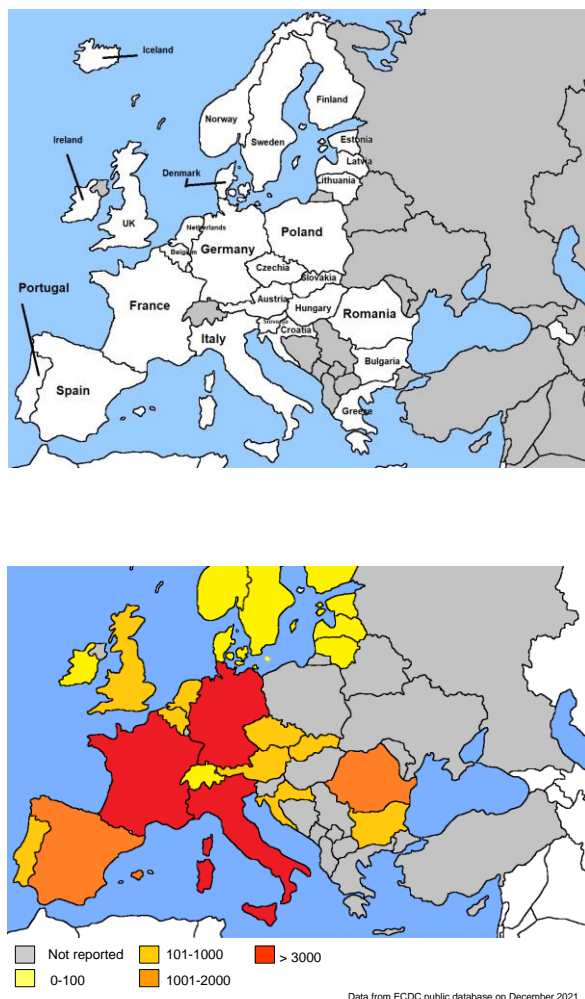 Iceland
Finland
Norway
Ireland
Estonia
Sweden
Latvia
Denmark
Lithuania
UK
Netherlands
Poland
Germany
Belgium
Czechia
Slovakia
Portugal
Austria
France
Hungary
Romania
Slovenia
Croatia
Italy
Bulgaria
Spain
Greece
Not reported
101-1000
> 3000
0-100
1001-2000
Data from ECDC public database on December 2021